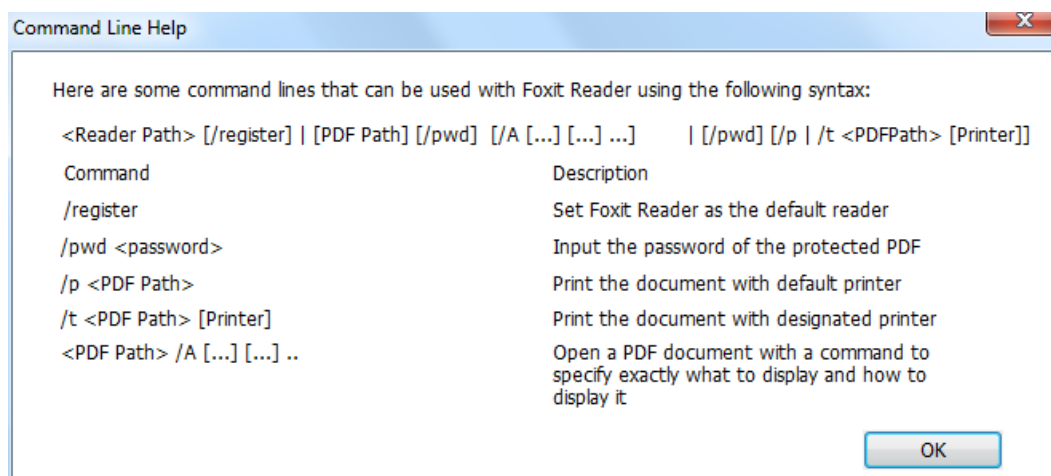 Command Line Help
X
Here are some command lines that can be used with Foxit Reader using the following syntax:
<Reader Path> [/register] | [PDF Path] [/pwd]  [/A [...] [...] ...]  | [/pwd] [/p | /t <PDFPath> [Printer]]
Command Description
/register Set Foxit Reader as the default reader
/pwd <password> Input the password of the protected PDF
/p <PDF Path> Print the document with default printer
/t <PDF Path> [Printer] Print the document with designated printer
<PDF Path> /A [...] [...] .. Open a PDF document with a command to
specify exactly what to display and how to
display it
OK